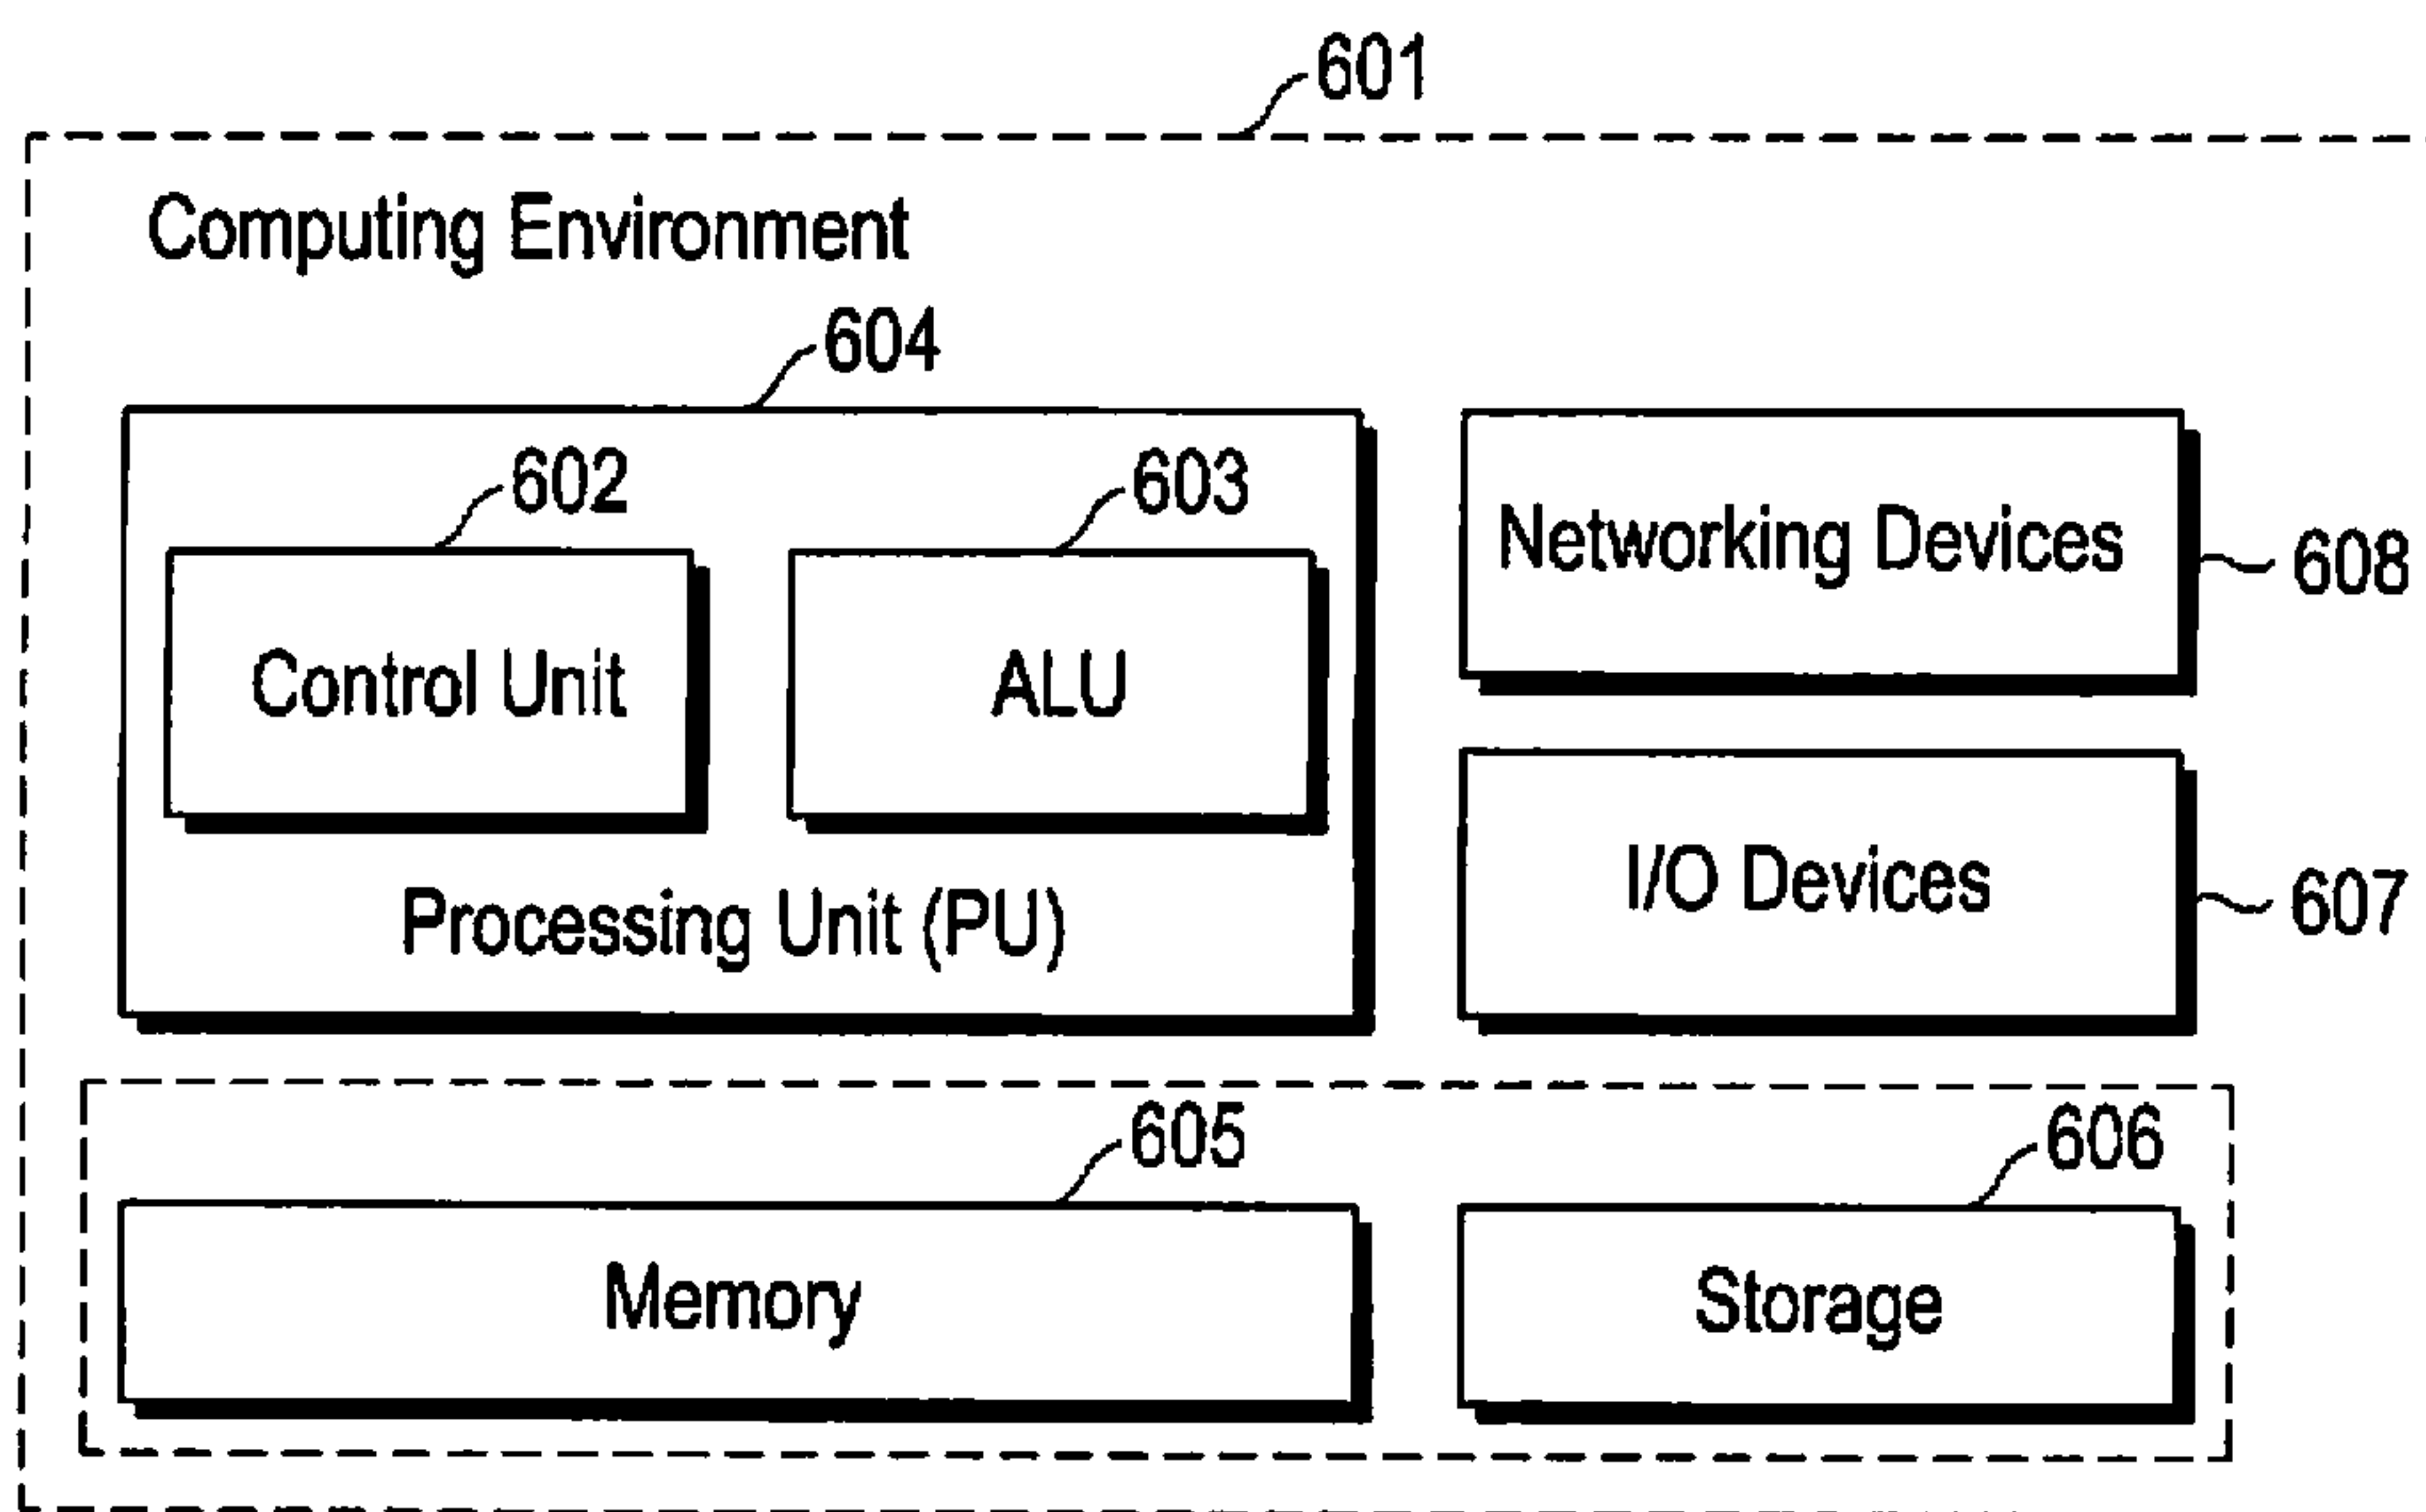 601
Computing Environment
604
602
603
Networking Devices
608
Control Unit
ALU
I/O Devices
607
Processing Unit (PU)
605
606
Memory
Storage